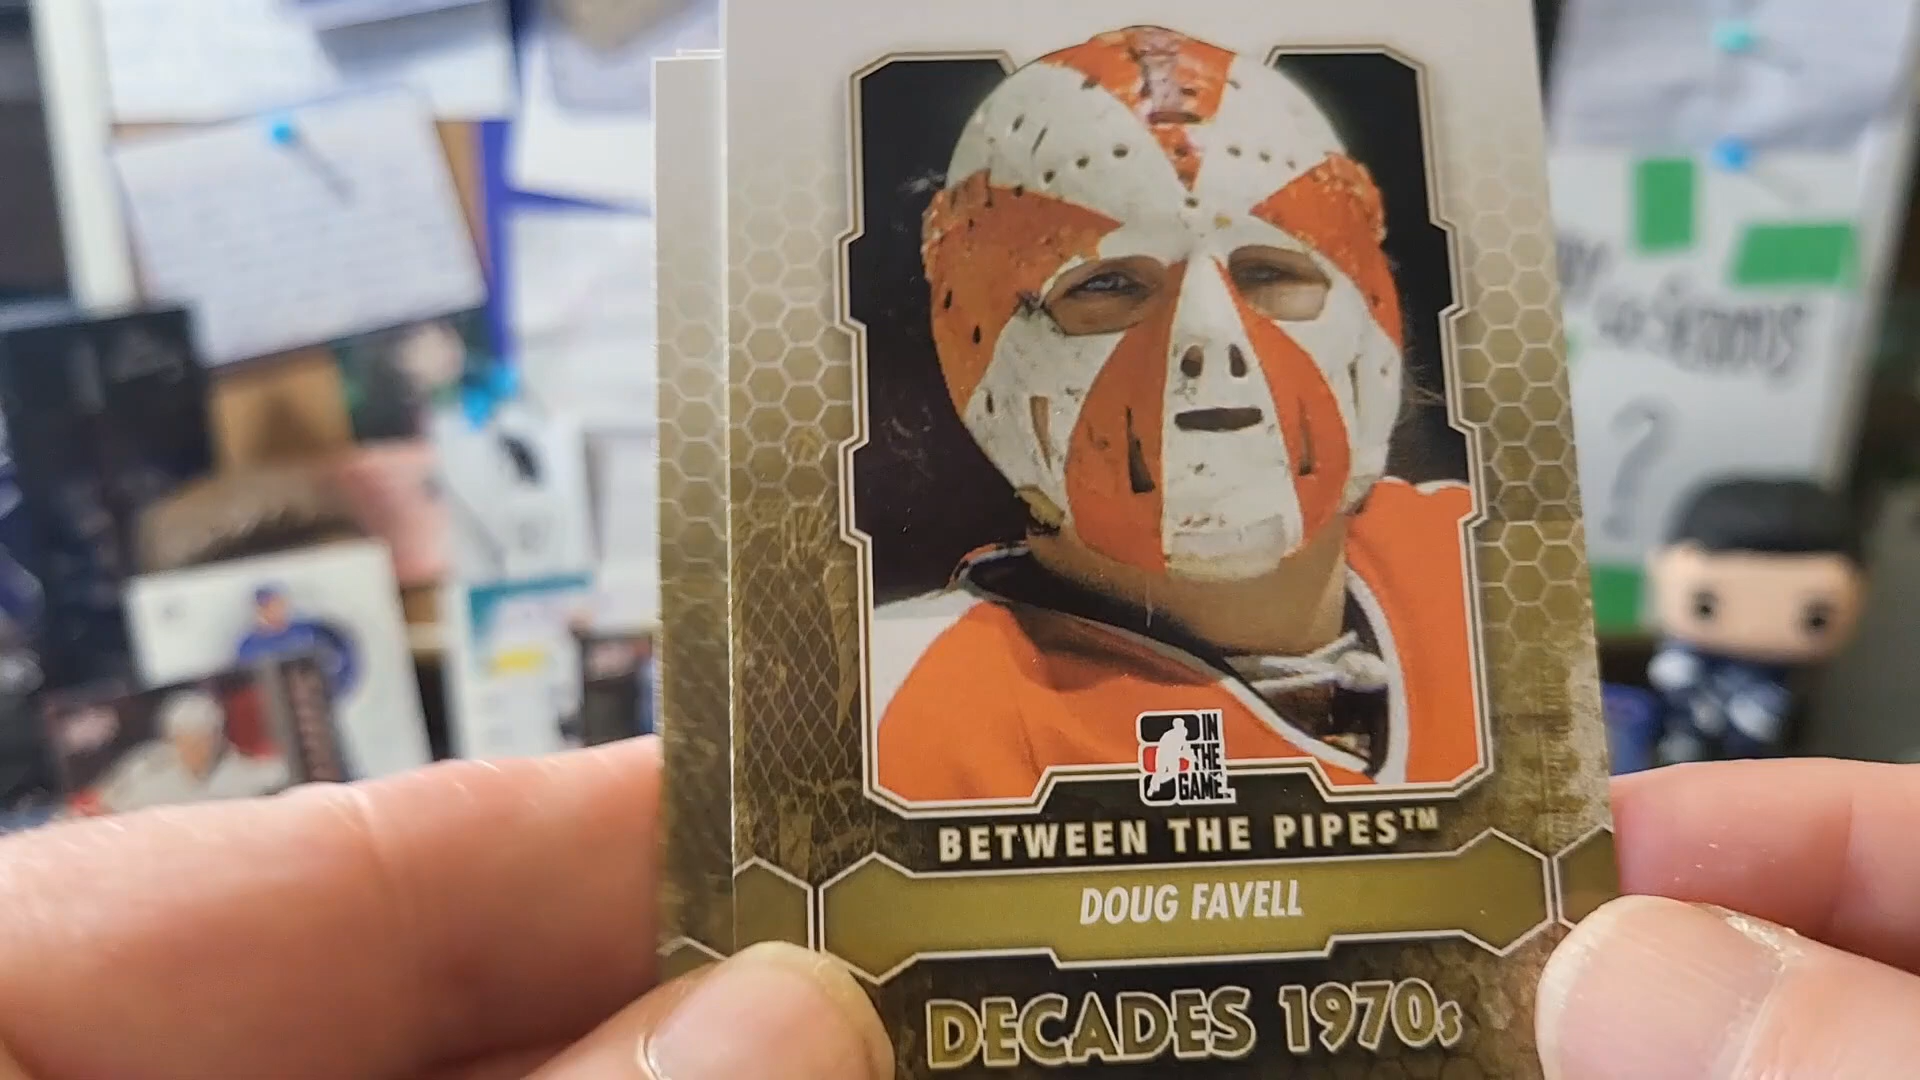 IN
THE
GAME
BETWEEN THE PIPES™
DOUG FAVELL
DECADES 1970s